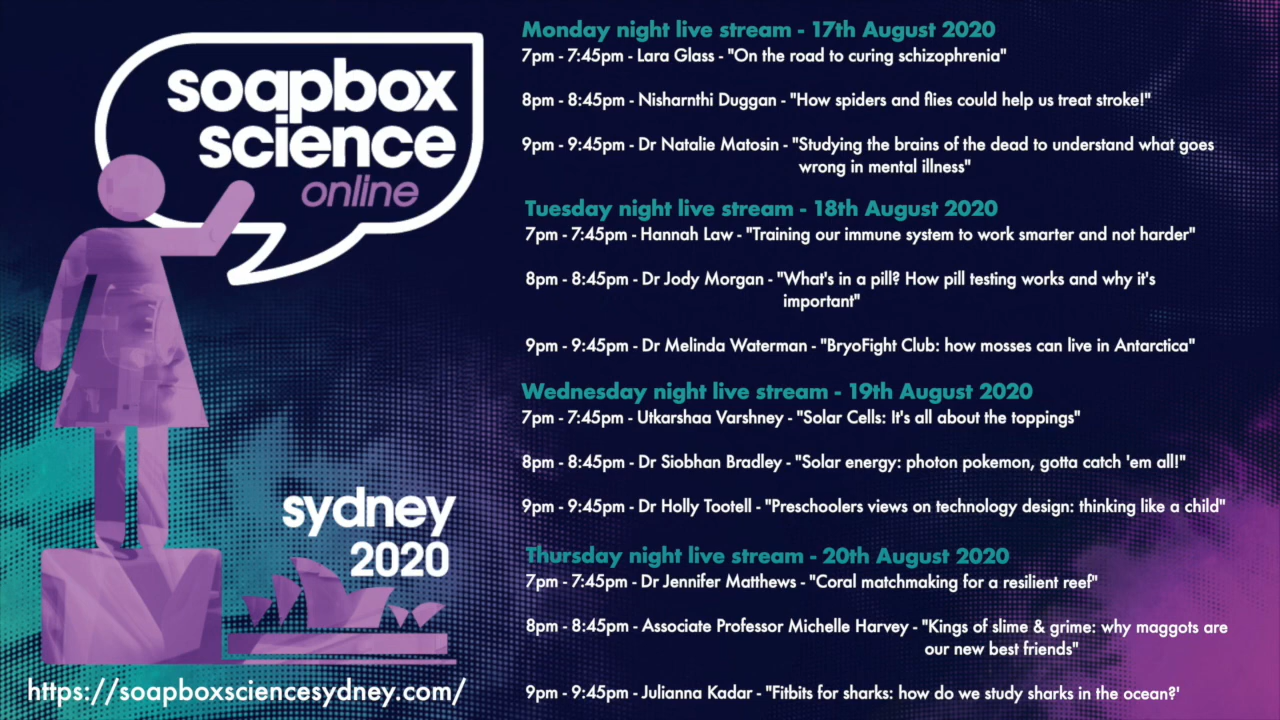 soapbox
science
online
sydney
2020
https://soapboxsciencesydney.com/
Monday night live stream - 17th August 2020
7pm - 7:45pm - Lara Glass - "On the road to curing schizophrenia"
8pm - 8:45pm - Nisharnthi Duggan - "How spiders and flies could help us treat stroke!"
9pm - 9:45pm - Dr Natalie Matosin - "Studying the brains of the dead to understand what goes
wrong in mental illness"
Tuesday night live stream - 18th August 2020
7pm - 7:45pm - Hannah Law - "Training our immune system to work smarter and not harder"
8pm - 8:45pm - Dr Jody Morgan - "What's in a pill? How pill testing works and why it's
important"
9pm - 9:45pm - Dr Melinda Waterman - "BryoFight Club: how mosses can live in Antarctica"
Wednesday night live stream - 19th August 2020
7pm - 7:45pm - Utkarshaa Varshney - "Solar Cells: It's all about the toppings"
8pm - 8:45pm - Dr Siobhan Bradley - "Solar energy: photon pokemon, gotta catch 'em all!"
9pm - 9:45pm - Dr Holly Tootell - "Preschoolers views on technology design: thinking like a child"
Thursday night live stream - 20th August 2020
7pm - 7:45pm - Dr Jennifer Matthews - "Coral matchmaking for a resilient reef"
8pm - 8:45pm - Associate Professor Michelle Harvey - "Kings of slime & grime: why maggots are
our new best friends"
9pm - 9:45pm - Julianna Kadar - "Fitbits for sharks: how do we study sharks in the ocean?'